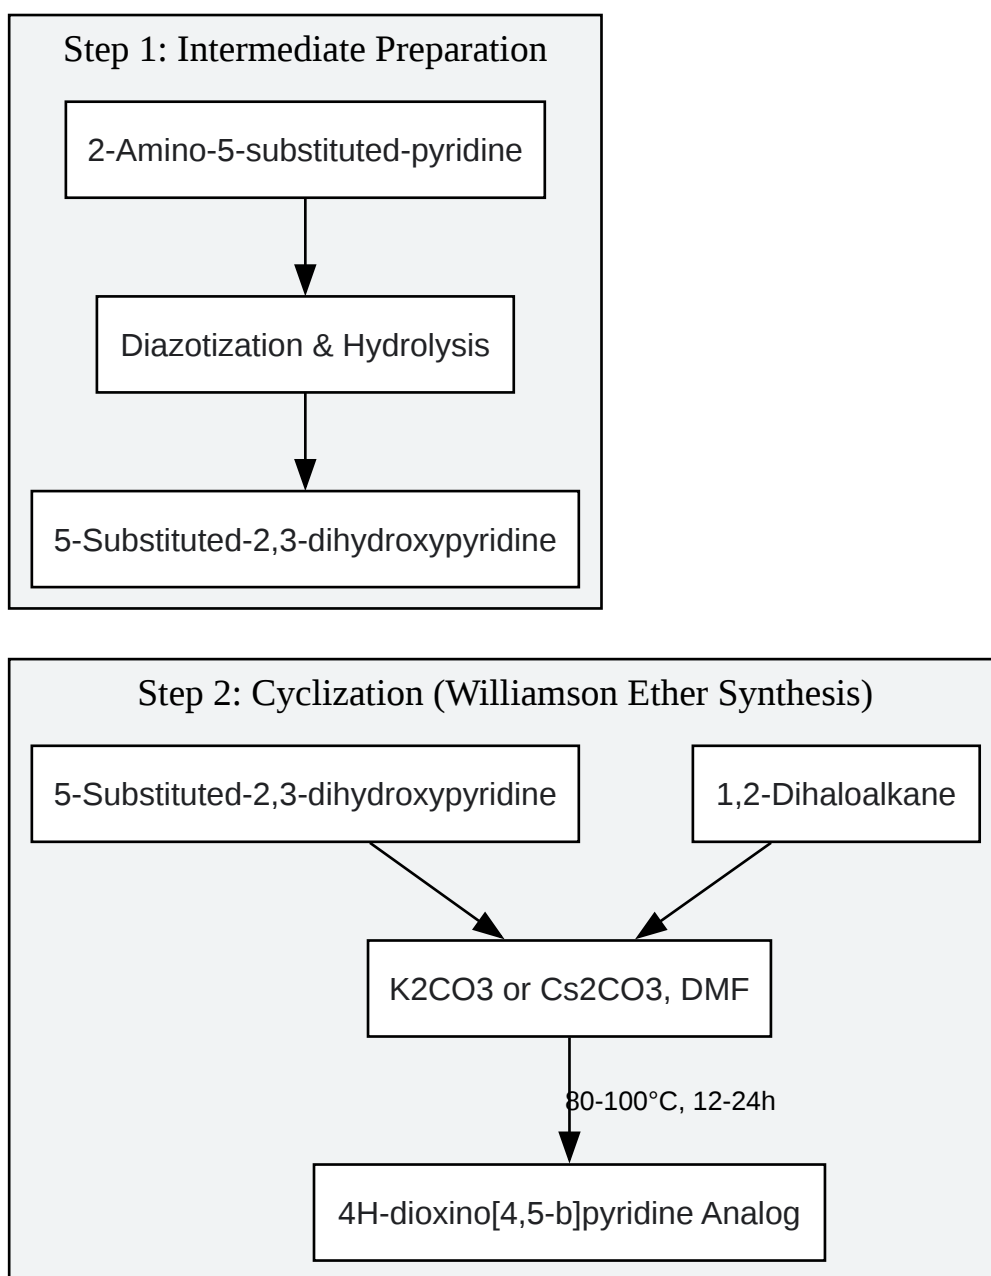 Step 1: Intermediate Preparation
2-Amino-5-substituted-pyridine
Diazotization & Hydrolysis
5-Substituted-2,3-dihydroxypyridine
Step 2: Cyclization (Williamson Ether Synthesis)
5-Substituted-2,3-dihydroxypyridine
1,2-Dihaloalkane
K2CO3 or Cs2CO3, DMF
80-100°C, 12-24h
4H-dioxino[4,5-b]pyridine Analog